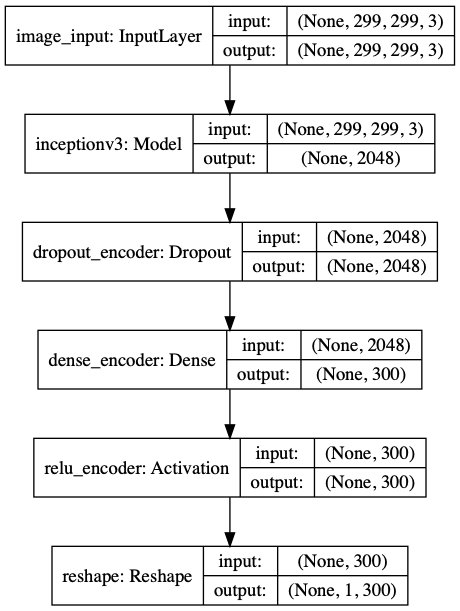 image_input: InputLayer
input: (None, 299, 299, 3)
output: (None, 299, 299, 3)
inceptionv3: Model
input: (None, 299, 299, 3)
output: (None, 2048)
dropout_encoder: Dropout
input: (None, 2048)
output: (None, 2048)
dense_encoder: Dense
input: (None, 2048)
output: (None, 300)
relu_encoder: Activation
input: (None, 300)
output: (None, 300)
reshape: Reshape
input: (None, 300)
output: (None, 1, 300)